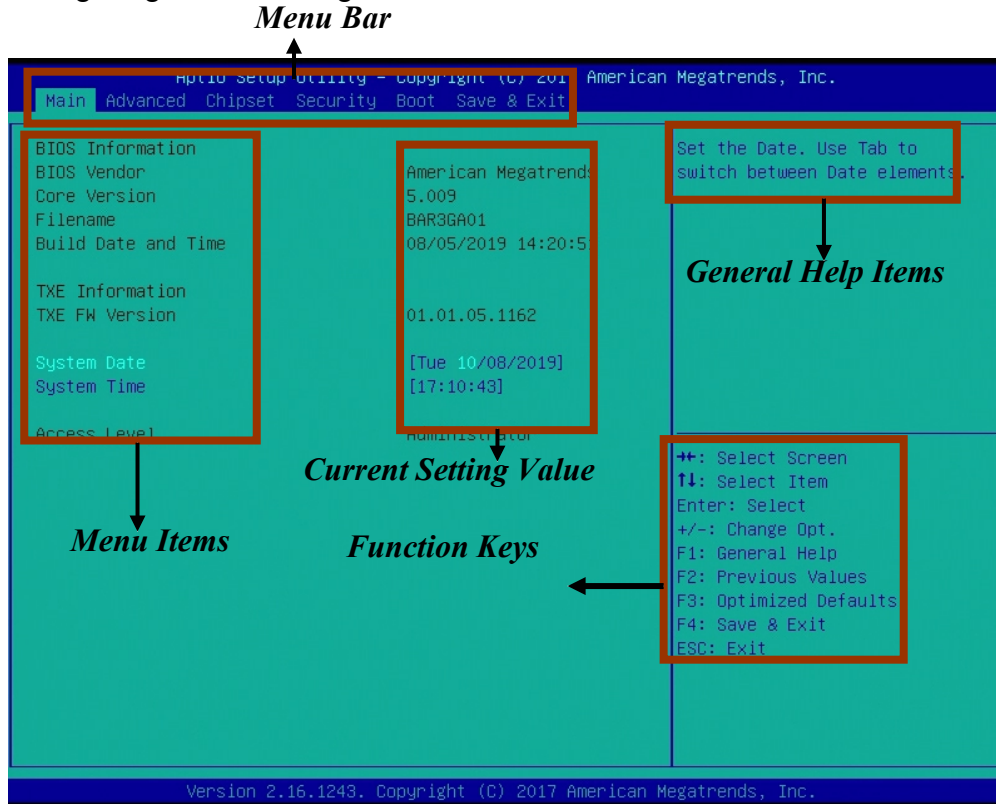 Menu Bar
Aptio Setup Utility – Copyright (C) 201 American Megatrends, Inc.
Main Advanced Chipset Security Boot Save & Exit
BIOS Information
BIOS Vendor American Megatrends
Core Version 5.009
Filename BAR3GA01
Build Date and Time 08/05/2019 14:20:5
TXE Information
TXE FW Version 01.01.05.1162
System Date [Tue 10/08/2019]
System Time [17:10:43]
Access Level Administrator
Set the Date. Use Tab to
switch between Date elements.
General Help Items
Current Setting Value
Menu Items
Function Keys
→←: Select Screen
↑↓: Select Item
Enter: Select
+/-: Change Opt.
F1: General Help
F2: Previous Values
F3: Optimized Defaults
F4: Save & Exit
ESC: Exit
Version 2.16.1243. Copyright (C) 2017 American Megatrends, Inc.